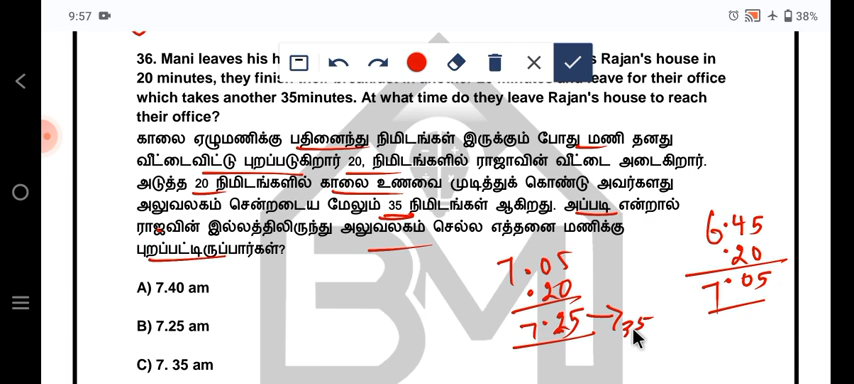 9:57
38%
36. Mani leaves his h s Rajan's house in
20 minutes, they finis eave for their office
which takes another 35minutes. At what time do they leave Rajan's house to reach
their office?
காலை ஏழுமணிக்கு பதினைந்து நிமிடங்கள் இருக்கும் போது மணி தனது
வீட்டைவிட்டு புறப்படுகிறார் 20, நிமிடங்களில் ராஜாவின் வீட்டை அடைகிறார்.
அடுத்த 20 நிமிடங்களில் காலை உணவை முடித்துக் கொண்டு அவர்களது
அலுவலகம் சென்றடைய மேலும் 35 நிமிடங்கள் ஆகிறது. அப்படி என்றால்
ராஜவின் இல்லத்திலிருந்து அலுவலகம் செல்ல எத்தனை மணிக்கு
புறப்பட்டிருப்பார்கள்?
6.45
.20
7.05
7.05
.20
7.25 → 35
A) 7.40 am
B) 7.25 am
C) 7. 35 am